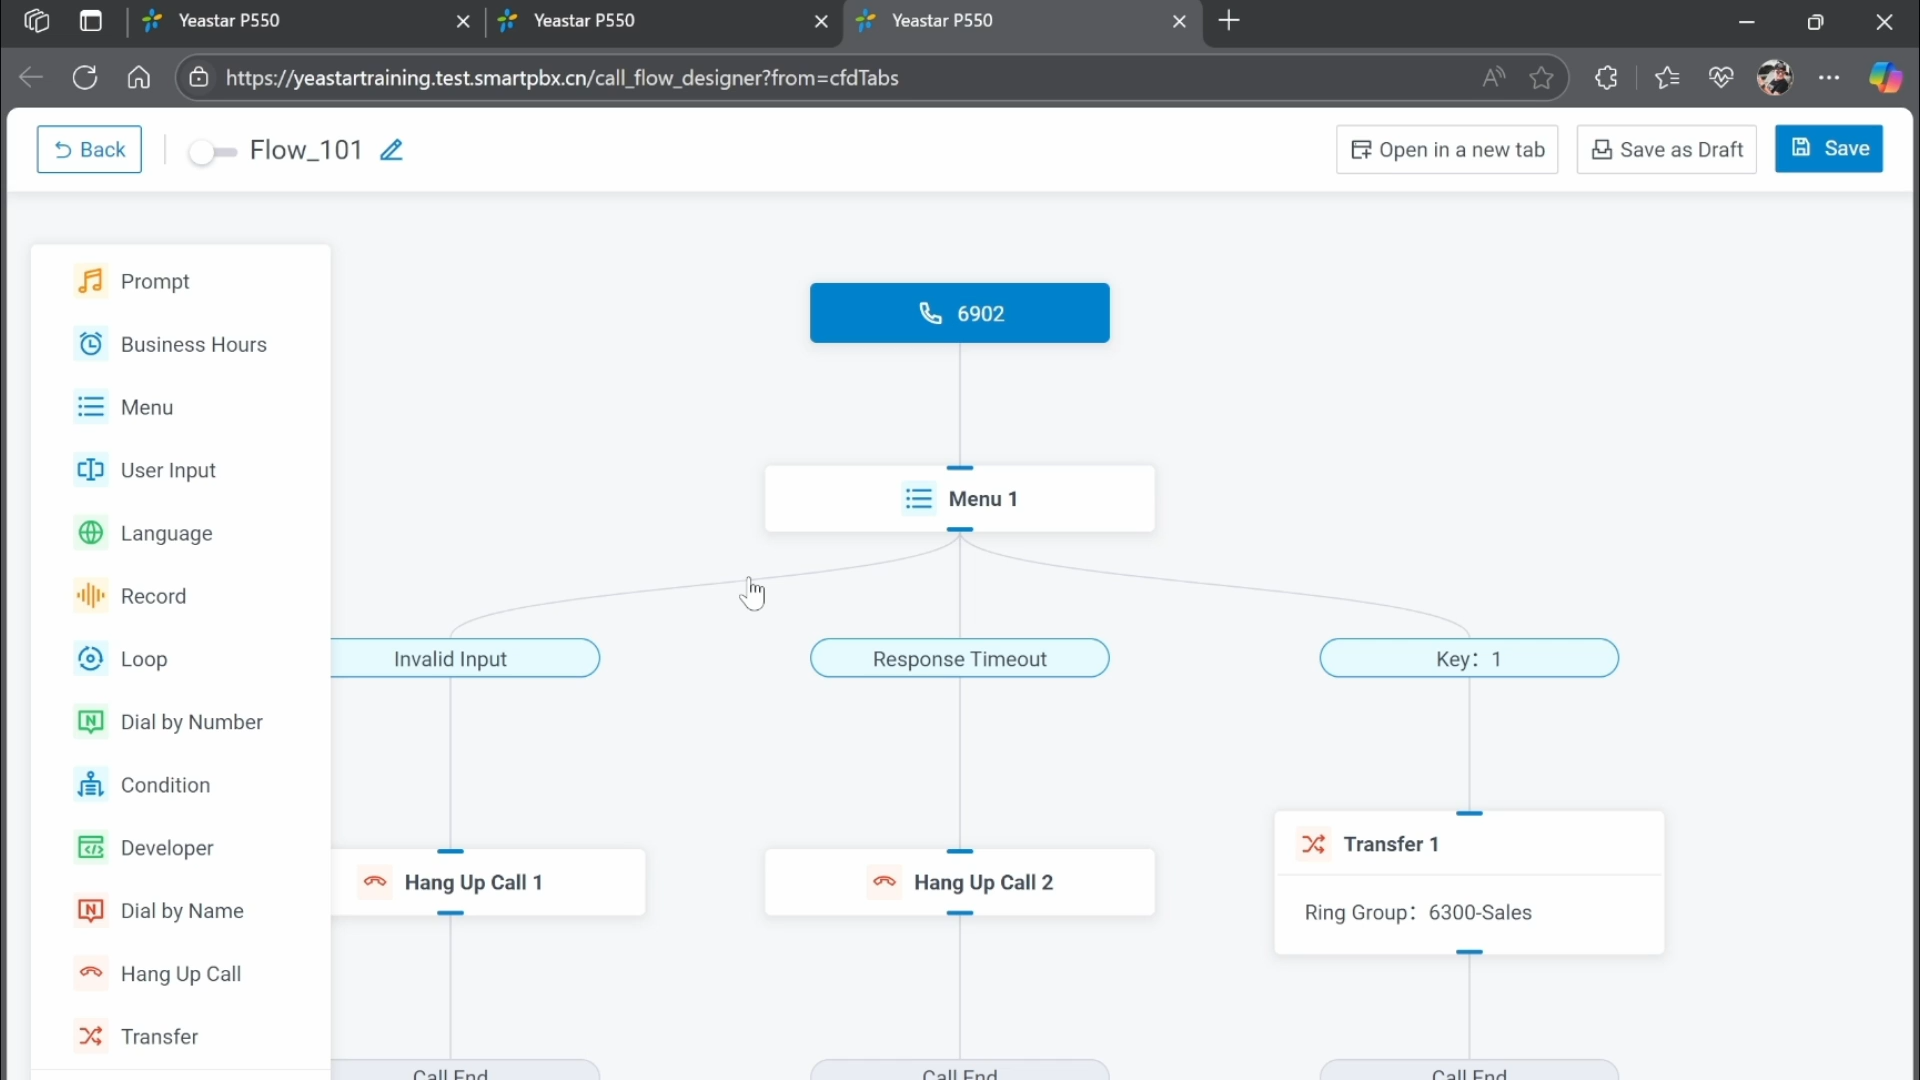 Yeastar P550
Yeastar P550
Yeastar P550
https://yeastartraining.test.smartpbx.cn/call_flow_designer?from=cfdTabs
Back
Flow_101
Open in a new tab
Save as Draft
Save
Prompt
Business Hours
Menu
User Input
Language
Record
Loop
Dial by Number
Condition
Developer
Dial by Name
Hang Up Call
Transfer
6902
Menu 1
Invalid Input
Response Timeout
Key: 1
Hang Up Call 1
Hang Up Call 2
Transfer 1
Ring Group: 6300-Sales
Call End
Call End
Call End